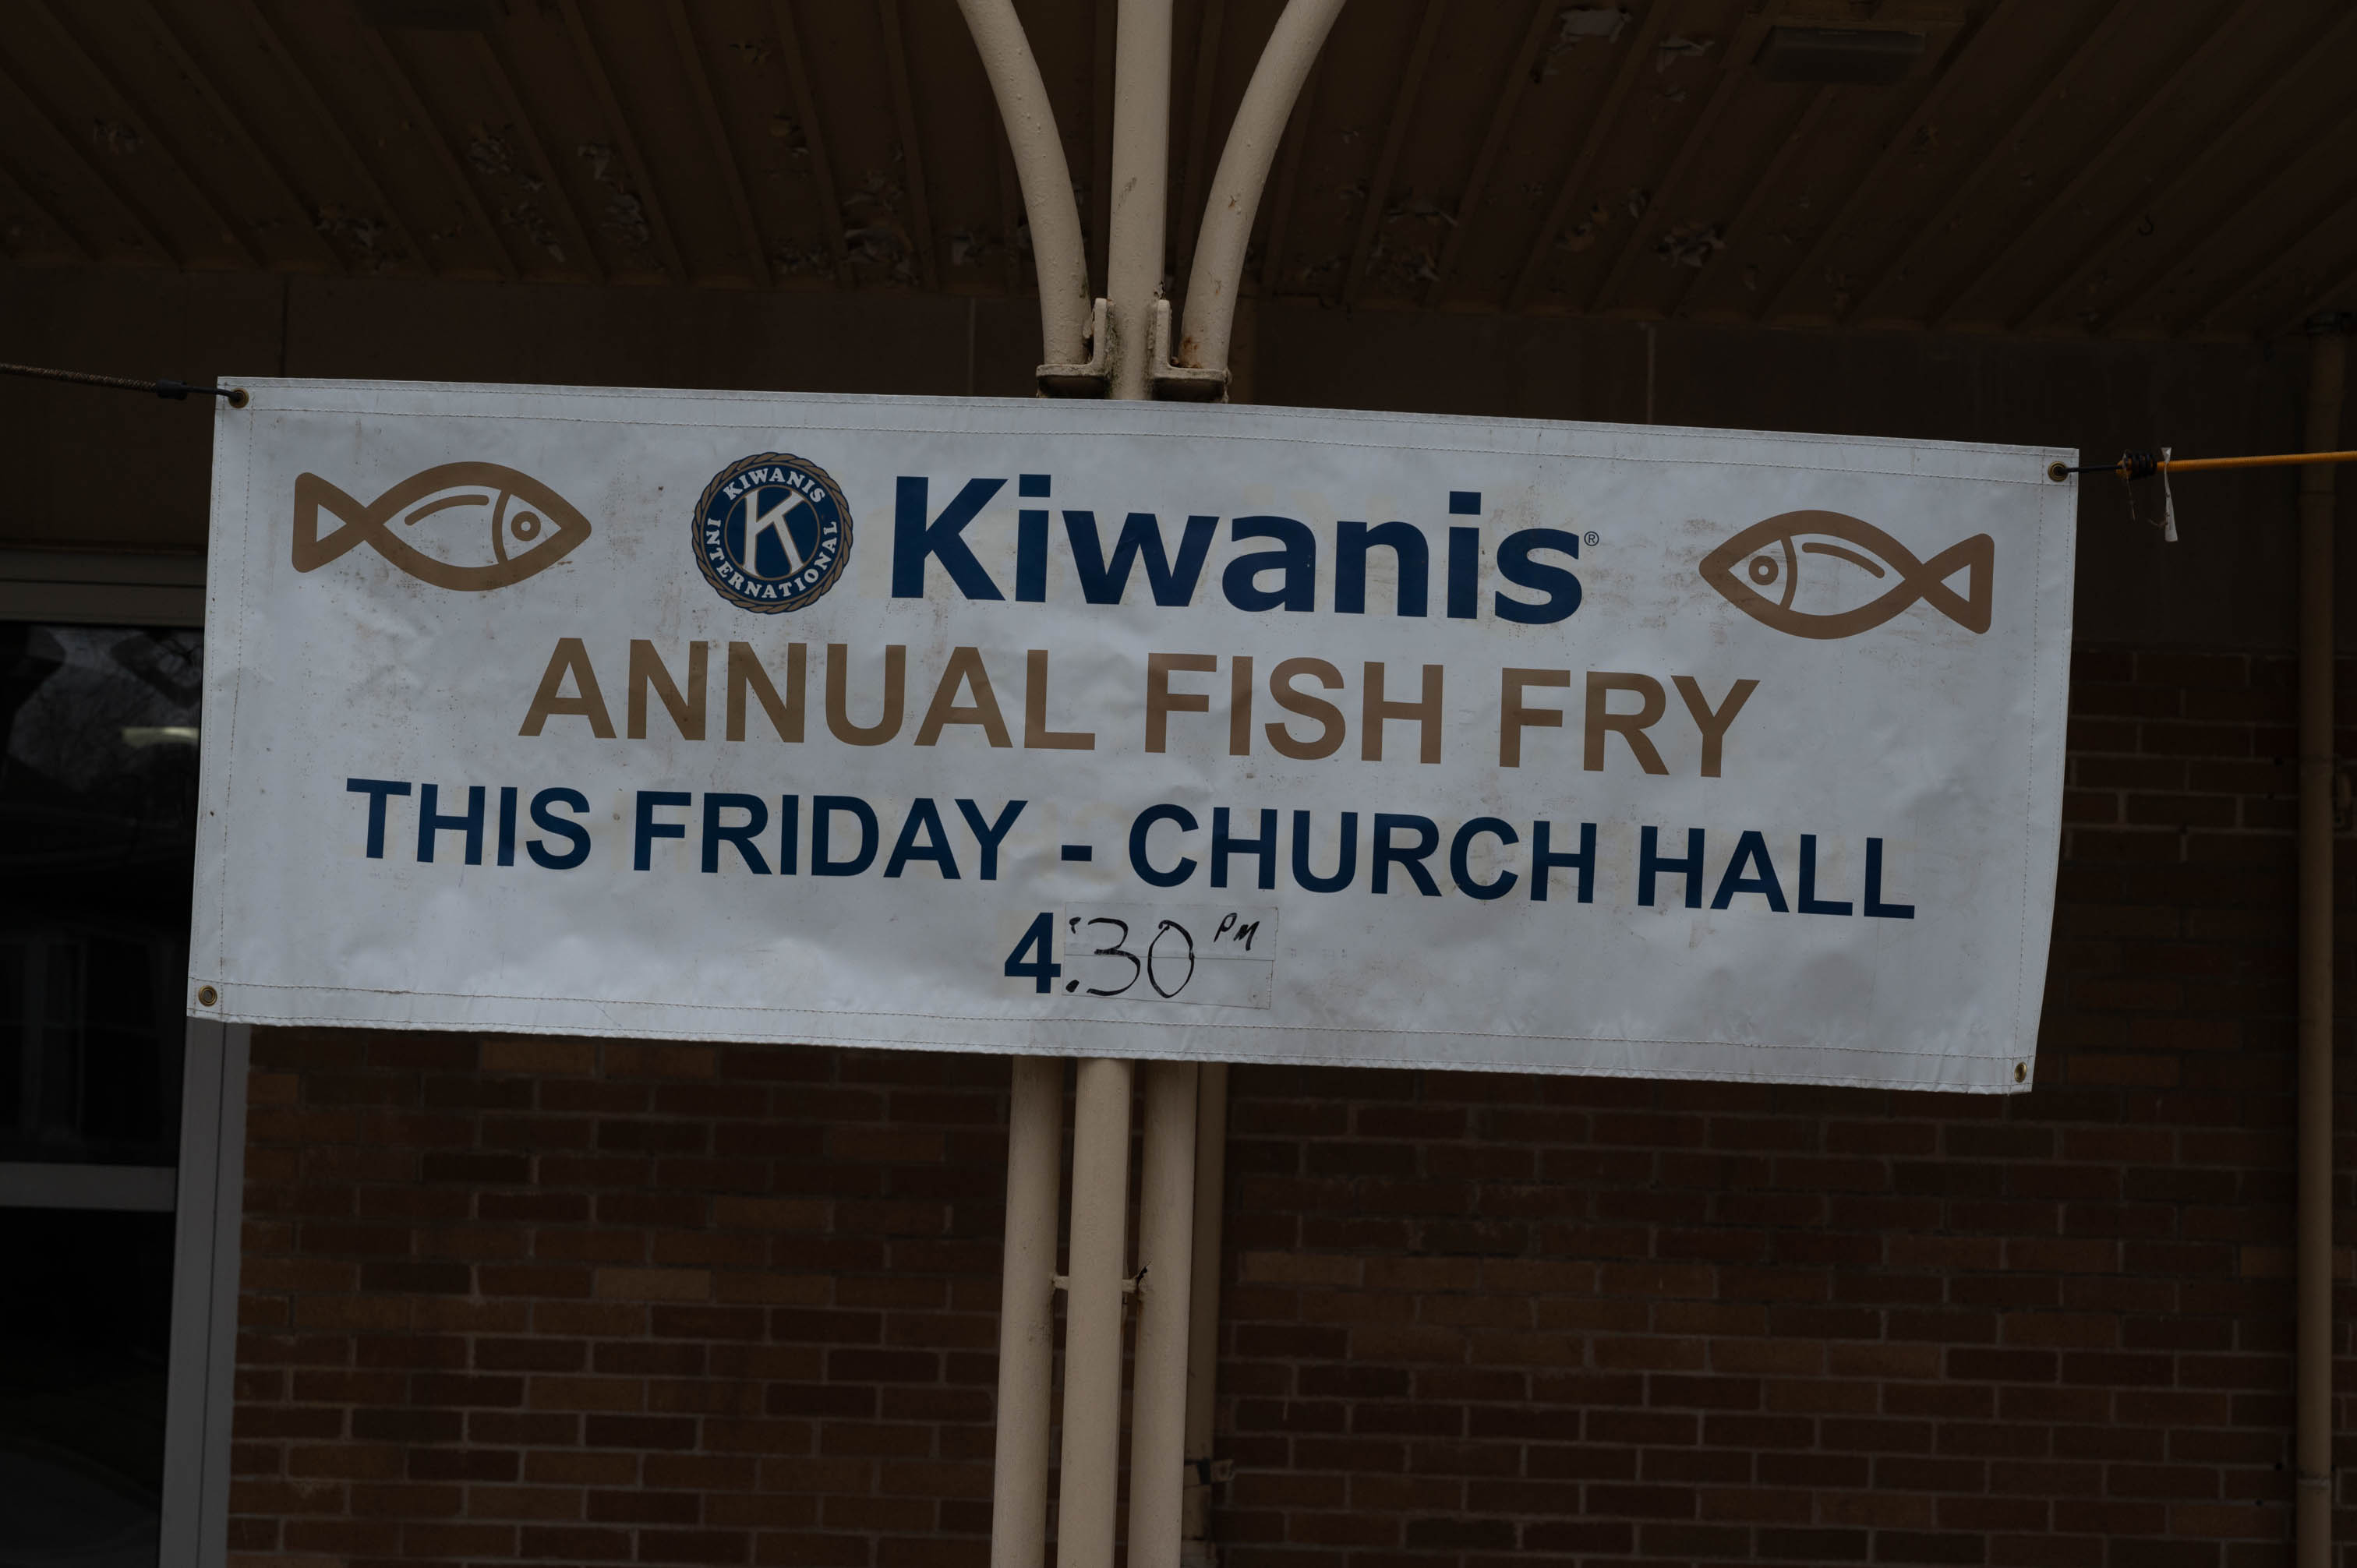 KIWANIS
K
INTERNATIONAL
Kiwanis®
ANNUAL FISH FRY
THIS FRIDAY - CHURCH HALL
4:30 PM